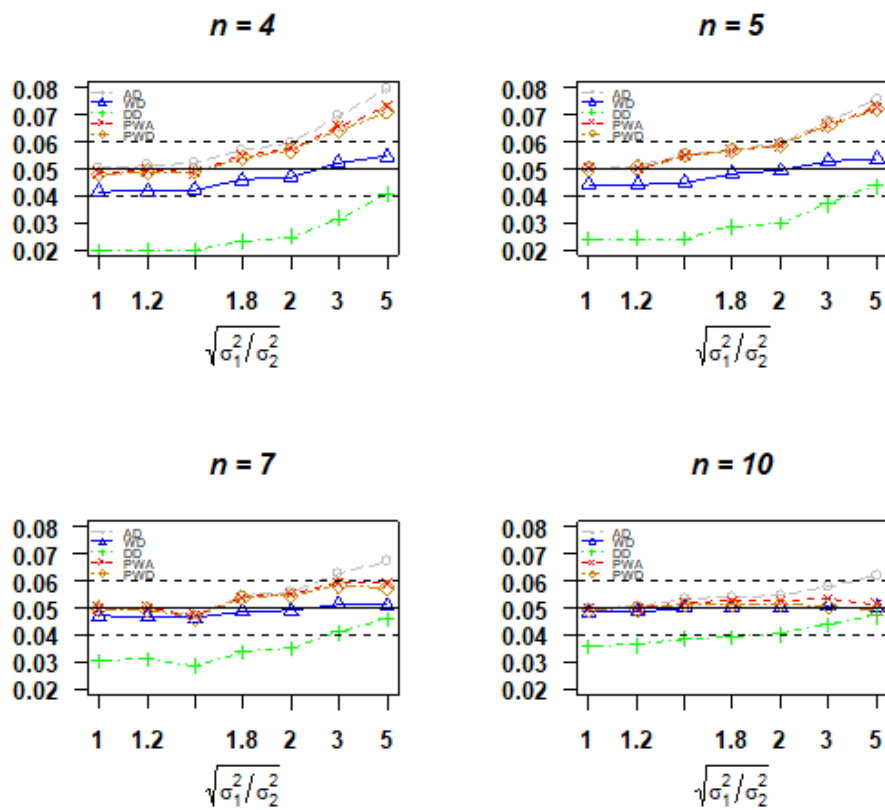 n = 4
0.08
0.07
0.06
0.05
0.04
0.03
0.02
AD
WD
DD
PWA
PWD
1 1.2 1.8 2 3 5
√σ₁²/σ₂²
n = 5
0.08
0.07
0.06
0.05
0.04
0.03
0.02
AD
WD
DD
PWA
PWD
1 1.2 1.8 2 3 5
√σ₁²/σ₂²
n = 7
0.08
0.07
0.06
0.05
0.04
0.03
0.02
AD
WD
DD
PWA
PWD
1 1.2 1.8 2 3 5
√σ₁²/σ₂²
n = 10
0.08
0.07
0.06
0.05
0.04
0.03
0.02
AD
WD
DD
PWA
PWD
1 1.2 1.8 2 3 5
√σ₁²/σ₂²